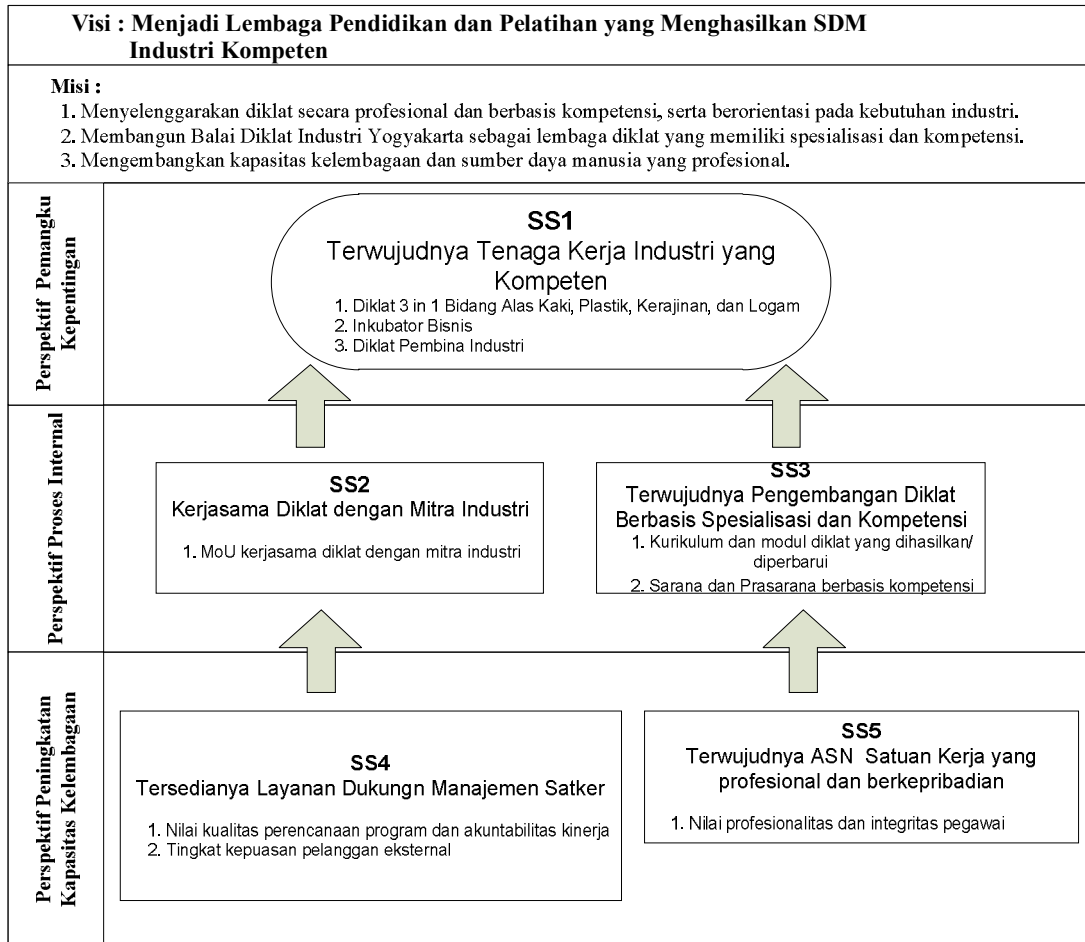 Visi : Menjadi Lembaga Pendidikan dan Pelatihan yang Menghasilkan SDM
Industri Kompeten
Misi :
1. Menyelenggarakan diklat secara profesional dan berbasis kompetensi, serta berorientasi pada kebutuhan industri.
2. Membangun Balai Diklat Industri Yogyakarta sebagai lembaga diklat yang memiliki spesialisasi dan kompetensi.
3. Mengembangkan kapasitas kelembagaan dan sumber daya manusia yang profesional.
Perspektif Pemangku
Kepentingan
SS1
Terwujudnya Tenaga Kerja Industri yang
Kompeten
1. Diklat 3 in 1 Bidang Alas Kaki, Plastik, Kerajinan, dan Logam
2. Inkubator Bisnis
3. Diklat Pembina Industri
Perspektif Proses Internal
SS2
Kerjasama Diklat dengan Mitra Industri
1. MoU kerjasama diklat dengan mitra industri
SS3
Terwujudnya Pengembangan Diklat
Berbasis Spesialisasi dan Kompetensi
1. Kurikulum dan modul diklat yang dihasilkan/
diperbarui
2. Sarana dan Prasarana berbasis kompetensi
Perspektif Peningkatan
Kapasitas Kelembagaan
SS4
Tersedianya Layanan Dukungn Manajemen Satker
1. Nilai kualitas perencanaan program dan akuntabilitas kinerja
2. Tingkat kepuasan pelanggan eksternal
SS5
Terwujudnya ASN Satuan Kerja yang
profesional dan berkepribadian
1. Nilai profesionalitas dan integritas pegawai